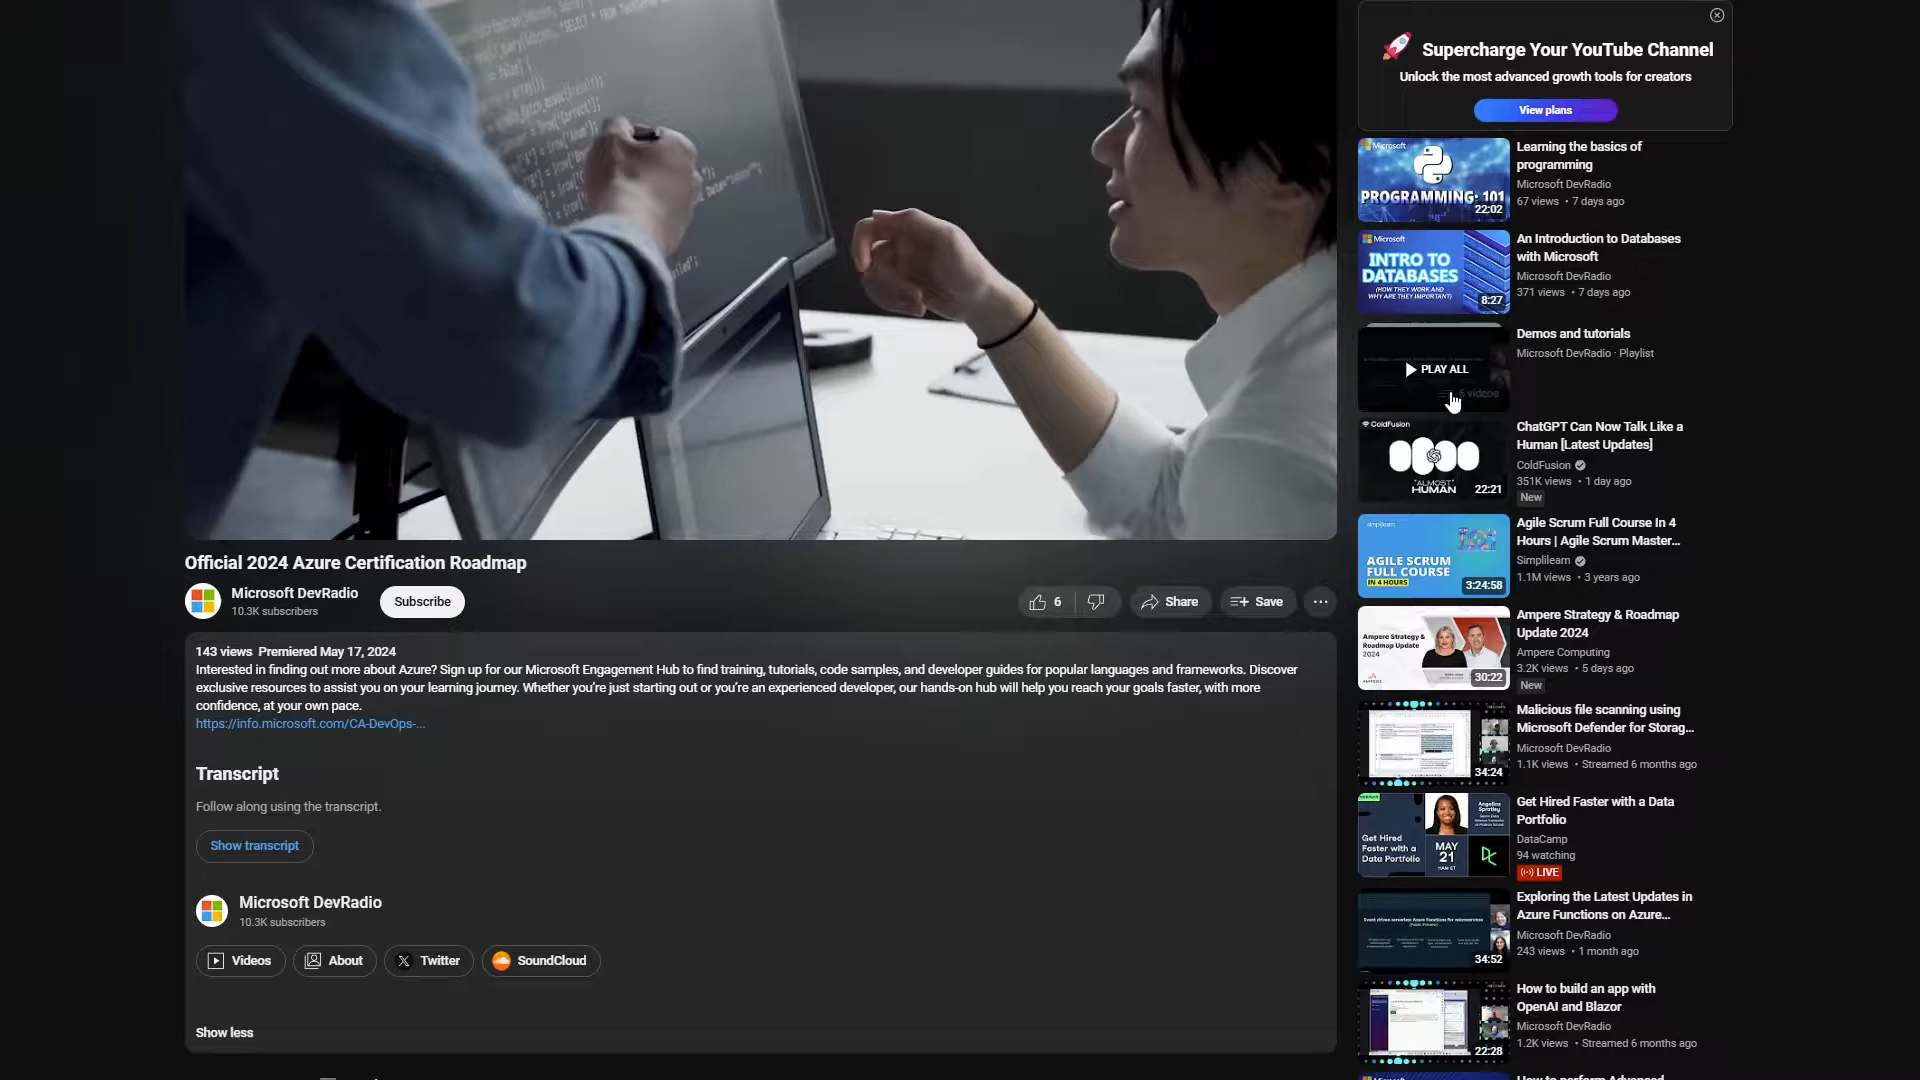 Supercharge Your YouTube Channel
Unlock the most advanced growth tools for creators
View plans
Microsoft
PROGRAMMING: 101
22:02
Learning the basics of
programming
Microsoft DevRadio
67 views • 7 days ago
Microsoft
INTRO TO
DATABASES
(HOW THEY WORK AND
WHY ARE THEY IMPORTANT)
8:27
An Introduction to Databases
with Microsoft
Microsoft DevRadio
371 views • 7 days ago
PLAY ALL
6 videos
Demos and tutorials
Microsoft DevRadio · Playlist
ColdFusion
"ALMOST"
HUMAN
22:21
ChatGPT Can Now Talk Like a
Human [Latest Updates]
ColdFusion
351K views • 1 day ago
New
simplilearn
AGILE SCRUM
FULL COURSE
IN 4 HOURS
3:24:58
Agile Scrum Full Course In 4
Hours | Agile Scrum Master...
Simplilearn
1.1M views • 3 years ago
Ampere Strategy &
Roadmap Update
2024
30:22
Ampere Strategy & Roadmap
Update 2024
Ampere Computing
3.2K views • 5 days ago
New
34:24
Malicious file scanning using
Microsoft Defender for Storag...
Microsoft DevRadio
1.1K views • Streamed 6 months ago
Get Hired
Faster with a
Data Portfolio
Angelica
Spratley
MAY
21
11AM ET
Get Hired Faster with a Data
Portfolio
DataCamp
94 watching
LIVE
34:52
Exploring the Latest Updates in
Azure Functions on Azure...
Microsoft DevRadio
243 views • 1 month ago
22:28
How to build an app with
OpenAI and Blazor
Microsoft DevRadio
1.2K views • Streamed 6 months ago
Official 2024 Azure Certification Roadmap
Microsoft DevRadio
10.3K subscribers
Subscribe
6
Share
Save
143 views Premiered May 17, 2024
Interested in finding out more about Azure? Sign up for our Microsoft Engagement Hub to find training, tutorials, code samples, and developer guides for popular languages and frameworks. Discover
exclusive resources to assist you on your learning journey. Whether you're just starting out or you're an experienced developer, our hands-on hub will help you reach your goals faster, with more
confidence, at your own pace.
https://info.microsoft.com/CA-DevOps-...
Transcript
Follow along using the transcript.
Show transcript
Microsoft DevRadio
10.3K subscribers
Videos
About
Twitter
SoundCloud
Show less